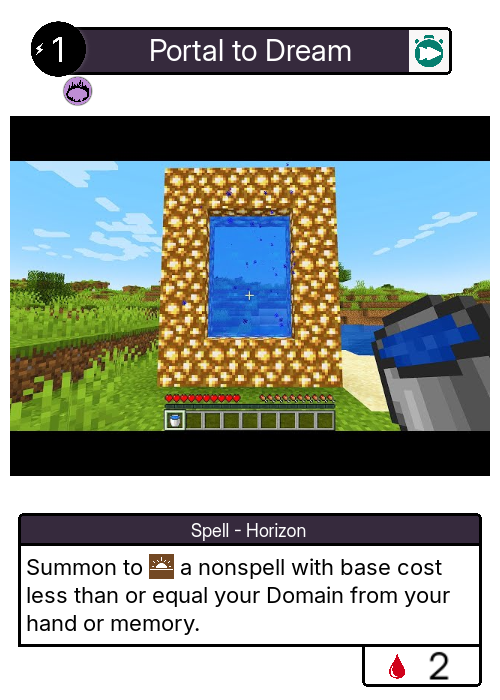 1 Portal to Dream
Spell - Horizon
Summon to a nonspell with base cost
less than or equal your Domain from your
hand or memory.
2